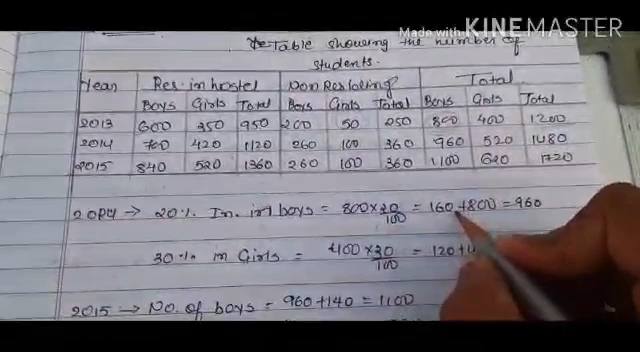 Made with KINEMASTER
Table showing the number of
students.
Year Res. in hostel Non Residing Total
Boys Girls Total Boys Girls Total Boys Girls Total
2013 600 350 950 200 50 250 800 400 1200
2014 700 420 1120 260 100 360 960 520 1480
2015 840 520 1360 260 100 360 1100 620 1720
2014 → 20% In. in boys = 800 × 20/100 = 160 + 800 = 960
30% in Girls = 400 × 30/100 = 120 +
2015 → No. of boys = 960 + 140 = 1100